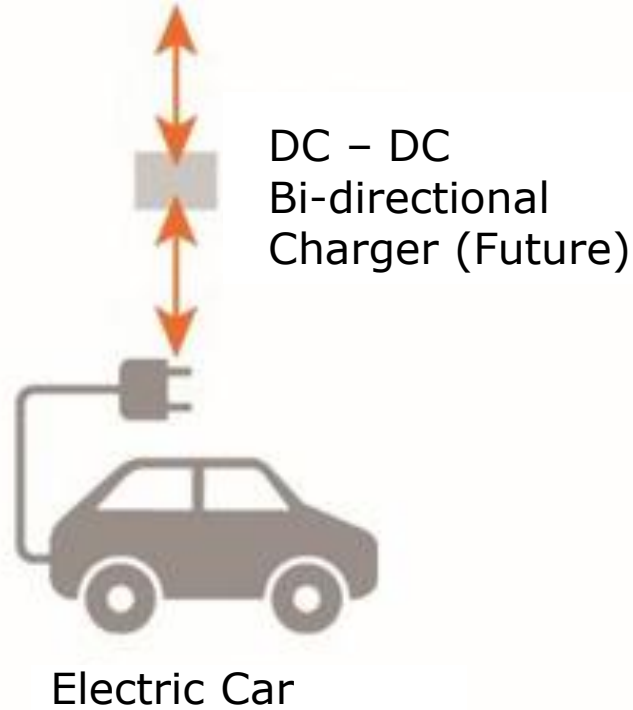 DC – DC
Bi-directional
Charger (Future)
Electric Car